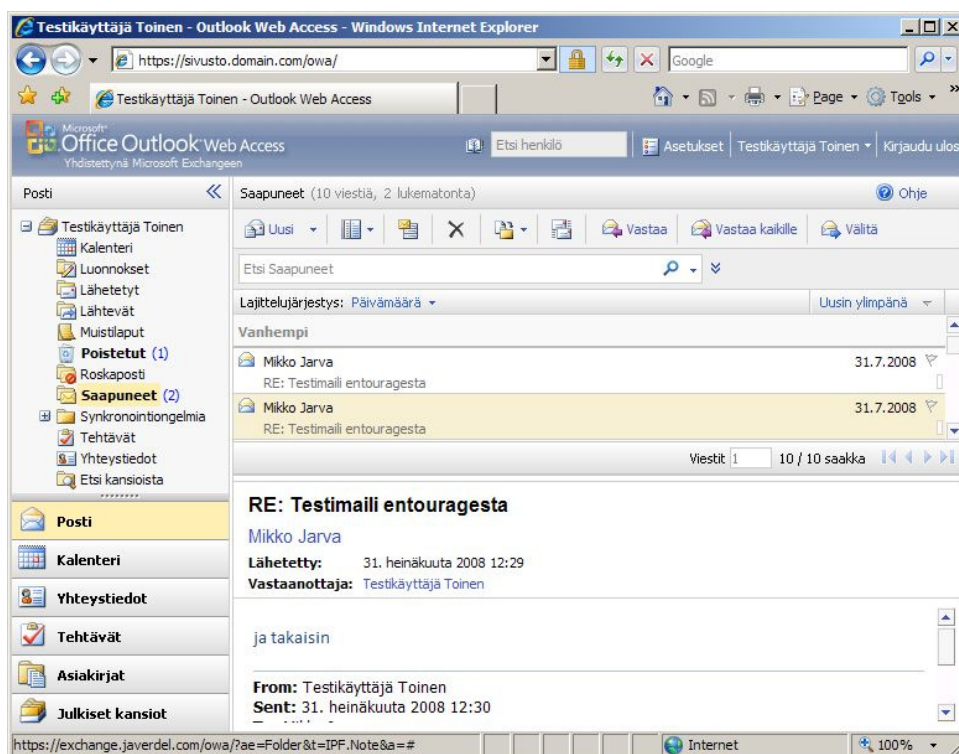 Testikäyttäjä Toinen - Outlook Web Access - Windows Internet Explorer
https://sivusto.domain.com/owa/
Google
Testikäyttäjä Toinen - Outlook Web Access
Page
Tools
Microsoft
Office Outlook Web Access
Yhdistettynä Microsoft Exchangeen
Etsi henkilö
Asetukset
Testikäyttäjä Toinen
Kirjaudu ulos
Posti
Testikäyttäjä Toinen
Kalenteri
Luonnokset
Lähetetyt
Lähtevät
Muistilaput
Poistetut (1)
Roskaposti
Saapuneet (2)
Synkronointiongelmia
Tehtävät
Yhteystiedot
Etsi kansioista
Posti
Kalenteri
Yhteystiedot
Tehtävät
Asiakirjat
Julkiset kansiot
Saapuneet (10 viestiä, 2 lukematonta)
Ohje
Uusi
Vastaa
Vastaa kaikille
Välitä
Etsi Saapuneet
Lajittelujärjestys: Päivämäärä
Uusin ylimpänä
Vanhempi
Mikko Jarva 31.7.2008
RE: Testimaili entouragesta
Mikko Jarva 31.7.2008
RE: Testimaili entouragesta
Viestit 1 10 / 10 saakka
RE: Testimaili entouragesta
Mikko Jarva
Lähetetty: 31. heinäkuuta 2008 12:29
Vastaanottaja: Testikäyttäjä Toinen
ja takaisin
From: Testikäyttäjä Toinen
Sent: 31. heinäkuuta 2008 12:30
https://exchange.javerdel.com/owa/?ae=Folder&t=IPF.Note&a=#
Internet
100%